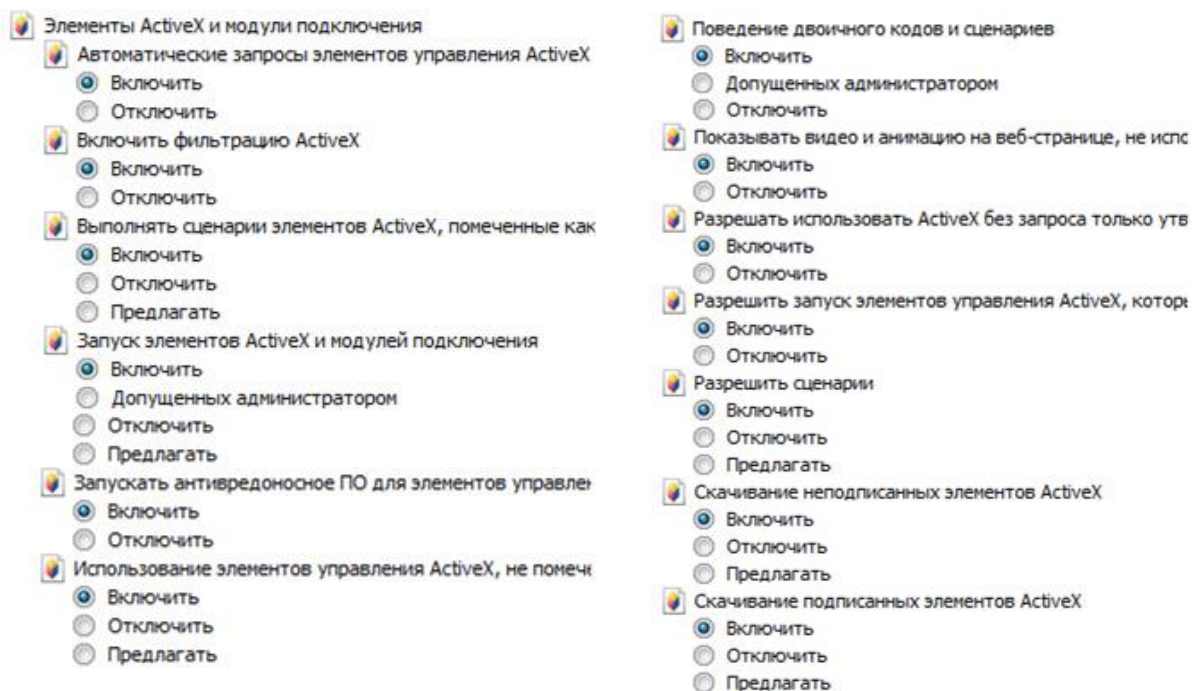 Элементы ActiveX и модули подключения
Автоматические запросы элементов управления ActiveX
Включить
Отключить
Включить фильтрацию ActiveX
Включить
Отключить
Выполнять сценарии элементов ActiveX, помеченные как
Включить
Отключить
Предлагать
Запуск элементов ActiveX и модулей подключения
Включить
Допущенных администратором
Отключить
Предлагать
Запускать антивредоносное ПО для элементов управлен
Включить
Отключить
Использование элементов управления ActiveX, не помече
Включить
Отключить
Предлагать
Поведение двоичного кодов и сценариев
Включить
Допущенных администратором
Отключить
Показывать видео и анимацию на веб-странице, не испо
Включить
Отключить
Разрешать использовать ActiveX без запроса только утв
Включить
Отключить
Разрешить запуск элементов управления ActiveX, которы
Включить
Отключить
Разрешить сценарии
Включить
Отключить
Предлагать
Скачивание неподписанных элементов ActiveX
Включить
Отключить
Предлагать
Скачивание подписанных элементов ActiveX
Включить
Отключить
Предлагать